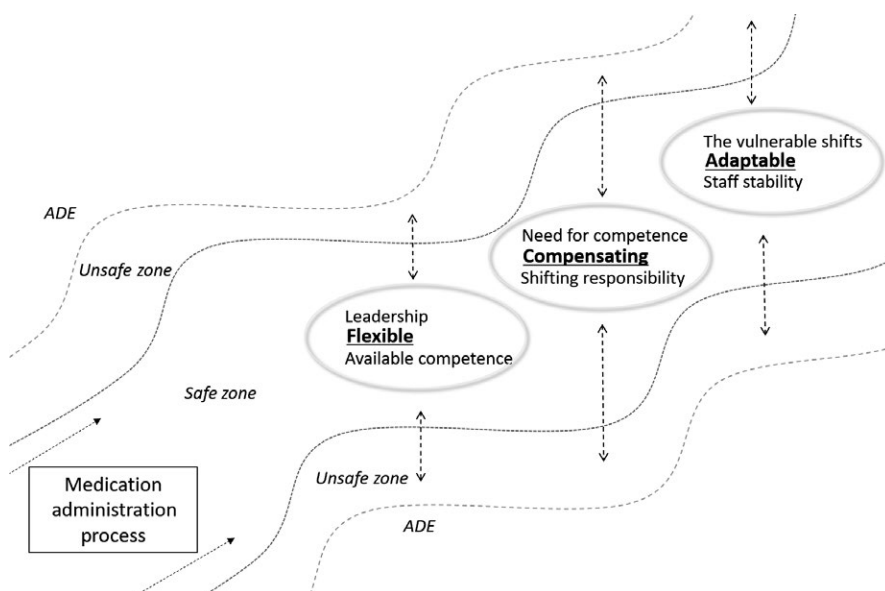 The vulnerable shifts
Adaptable
Staff stability
ADE
Unsafe zone
Need for competence
Compensating
Shifting responsibility
Leadership
Flexible
Available competence
Safe zone
Medication
administration
process
Unsafe zone
ADE